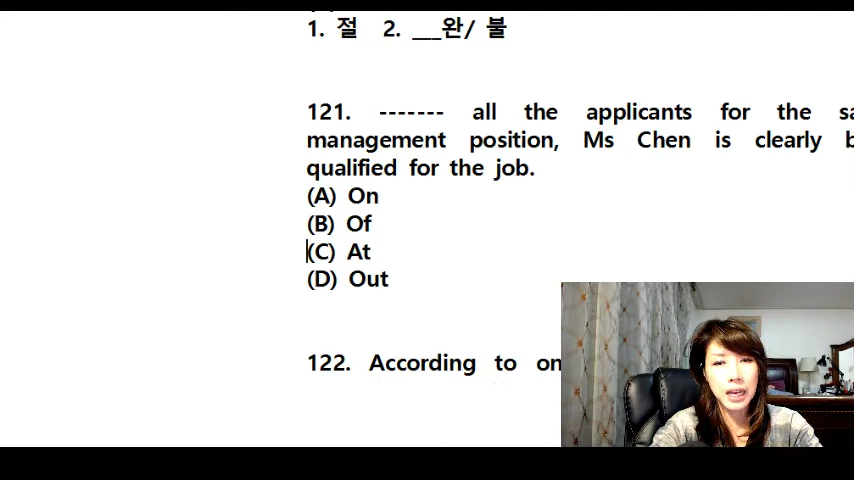 1. 절 2. __완/ 불
121. ------- all the applicants for the
management position, Ms Chen is clearly
qualified for the job.
(A) On
(B) Of
(C) At
(D) Out
122. According to on